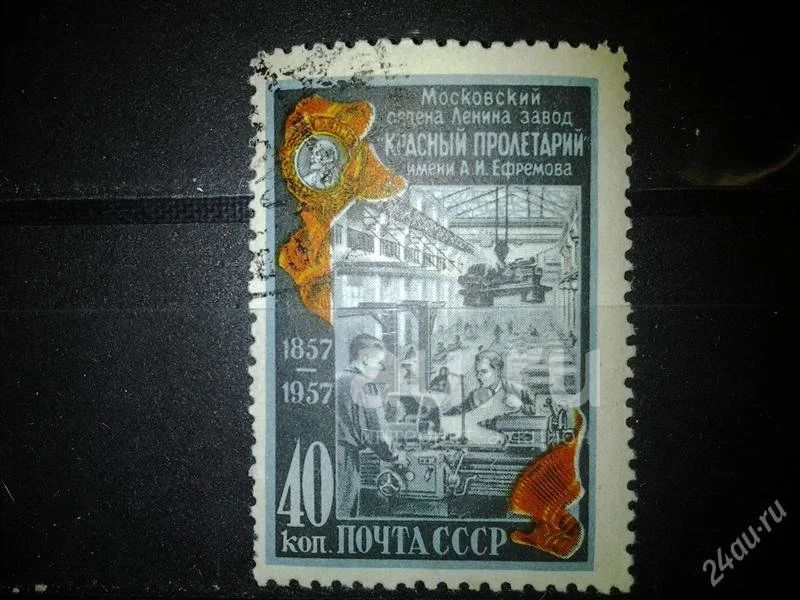 Московский
ордена Ленина завод
КРАСНЫЙ ПРОЛЕТАРИЙ
имени А.И. Ефремова
1857
—
1957
40
коп. ПОЧТА СССР
24au.ru